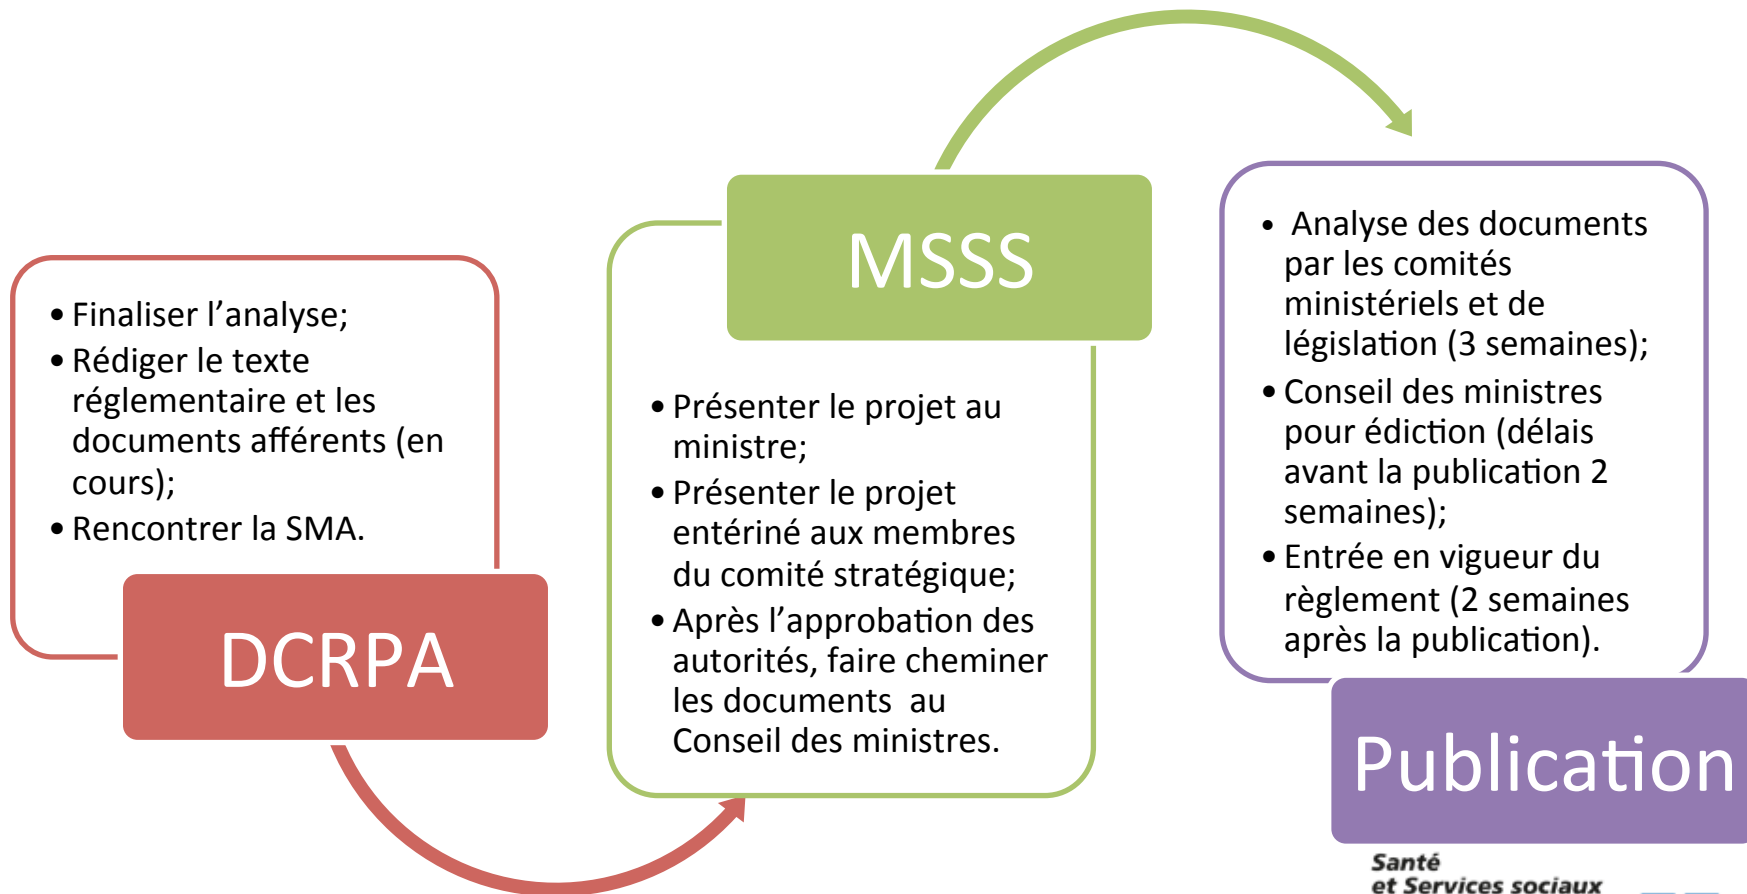 • Finaliser l’analyse;
• Rédiger le texte
réglementaire et les
documents afférents (en
cours);
• Rencontrer la SMA.
DCRPA
MSSS
• Présenter le projet au
ministre;
• Présenter le projet
entériné aux membres
du comité stratégique;
• Après l’approbation des
autorités, faire cheminer
les documents au
Conseil des ministres.
• Analyse des documents
par les comités
ministériels et de
législation (3 semaines);
• Conseil des ministres
pour édiction (délais
avant la publication 2
semaines);
• Entrée en vigueur du
règlement (2 semaines
après la publication).
Publication
Santé
et Services sociaux